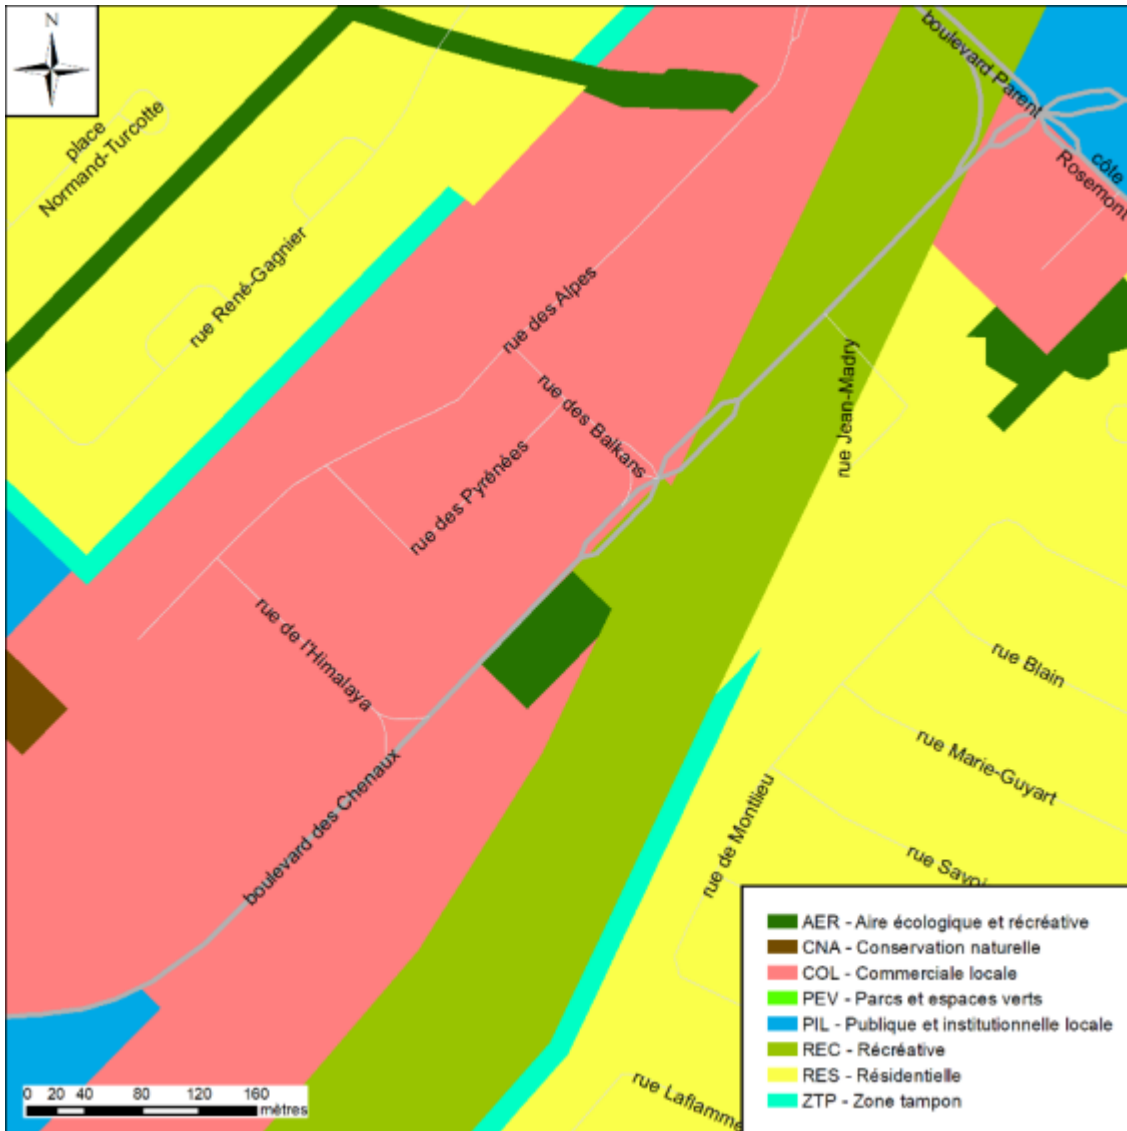 N
boulevard Parent
côte
Rosemont
place
Normand-Turcotte
rue René-Gagnier
rue des Alpes
rue des Balkans
rue des Pyrénées
rue Jean-Madry
rue de l'Himalaya
boulevard des Chenaux
rue Blain
rue Marie-Guyart
rue de Montlieu
rue Savoi
rue Laflamme
AER - Aire écologique et récréative
CNA - Conservation naturelle
COL - Commerciale locale
PEV - Parcs et espaces verts
PIL - Publique et institutionnelle locale
REC - Récréative
RES - Résidentielle
ZTP - Zone tampon
0 20 40 80 120 160
mètres